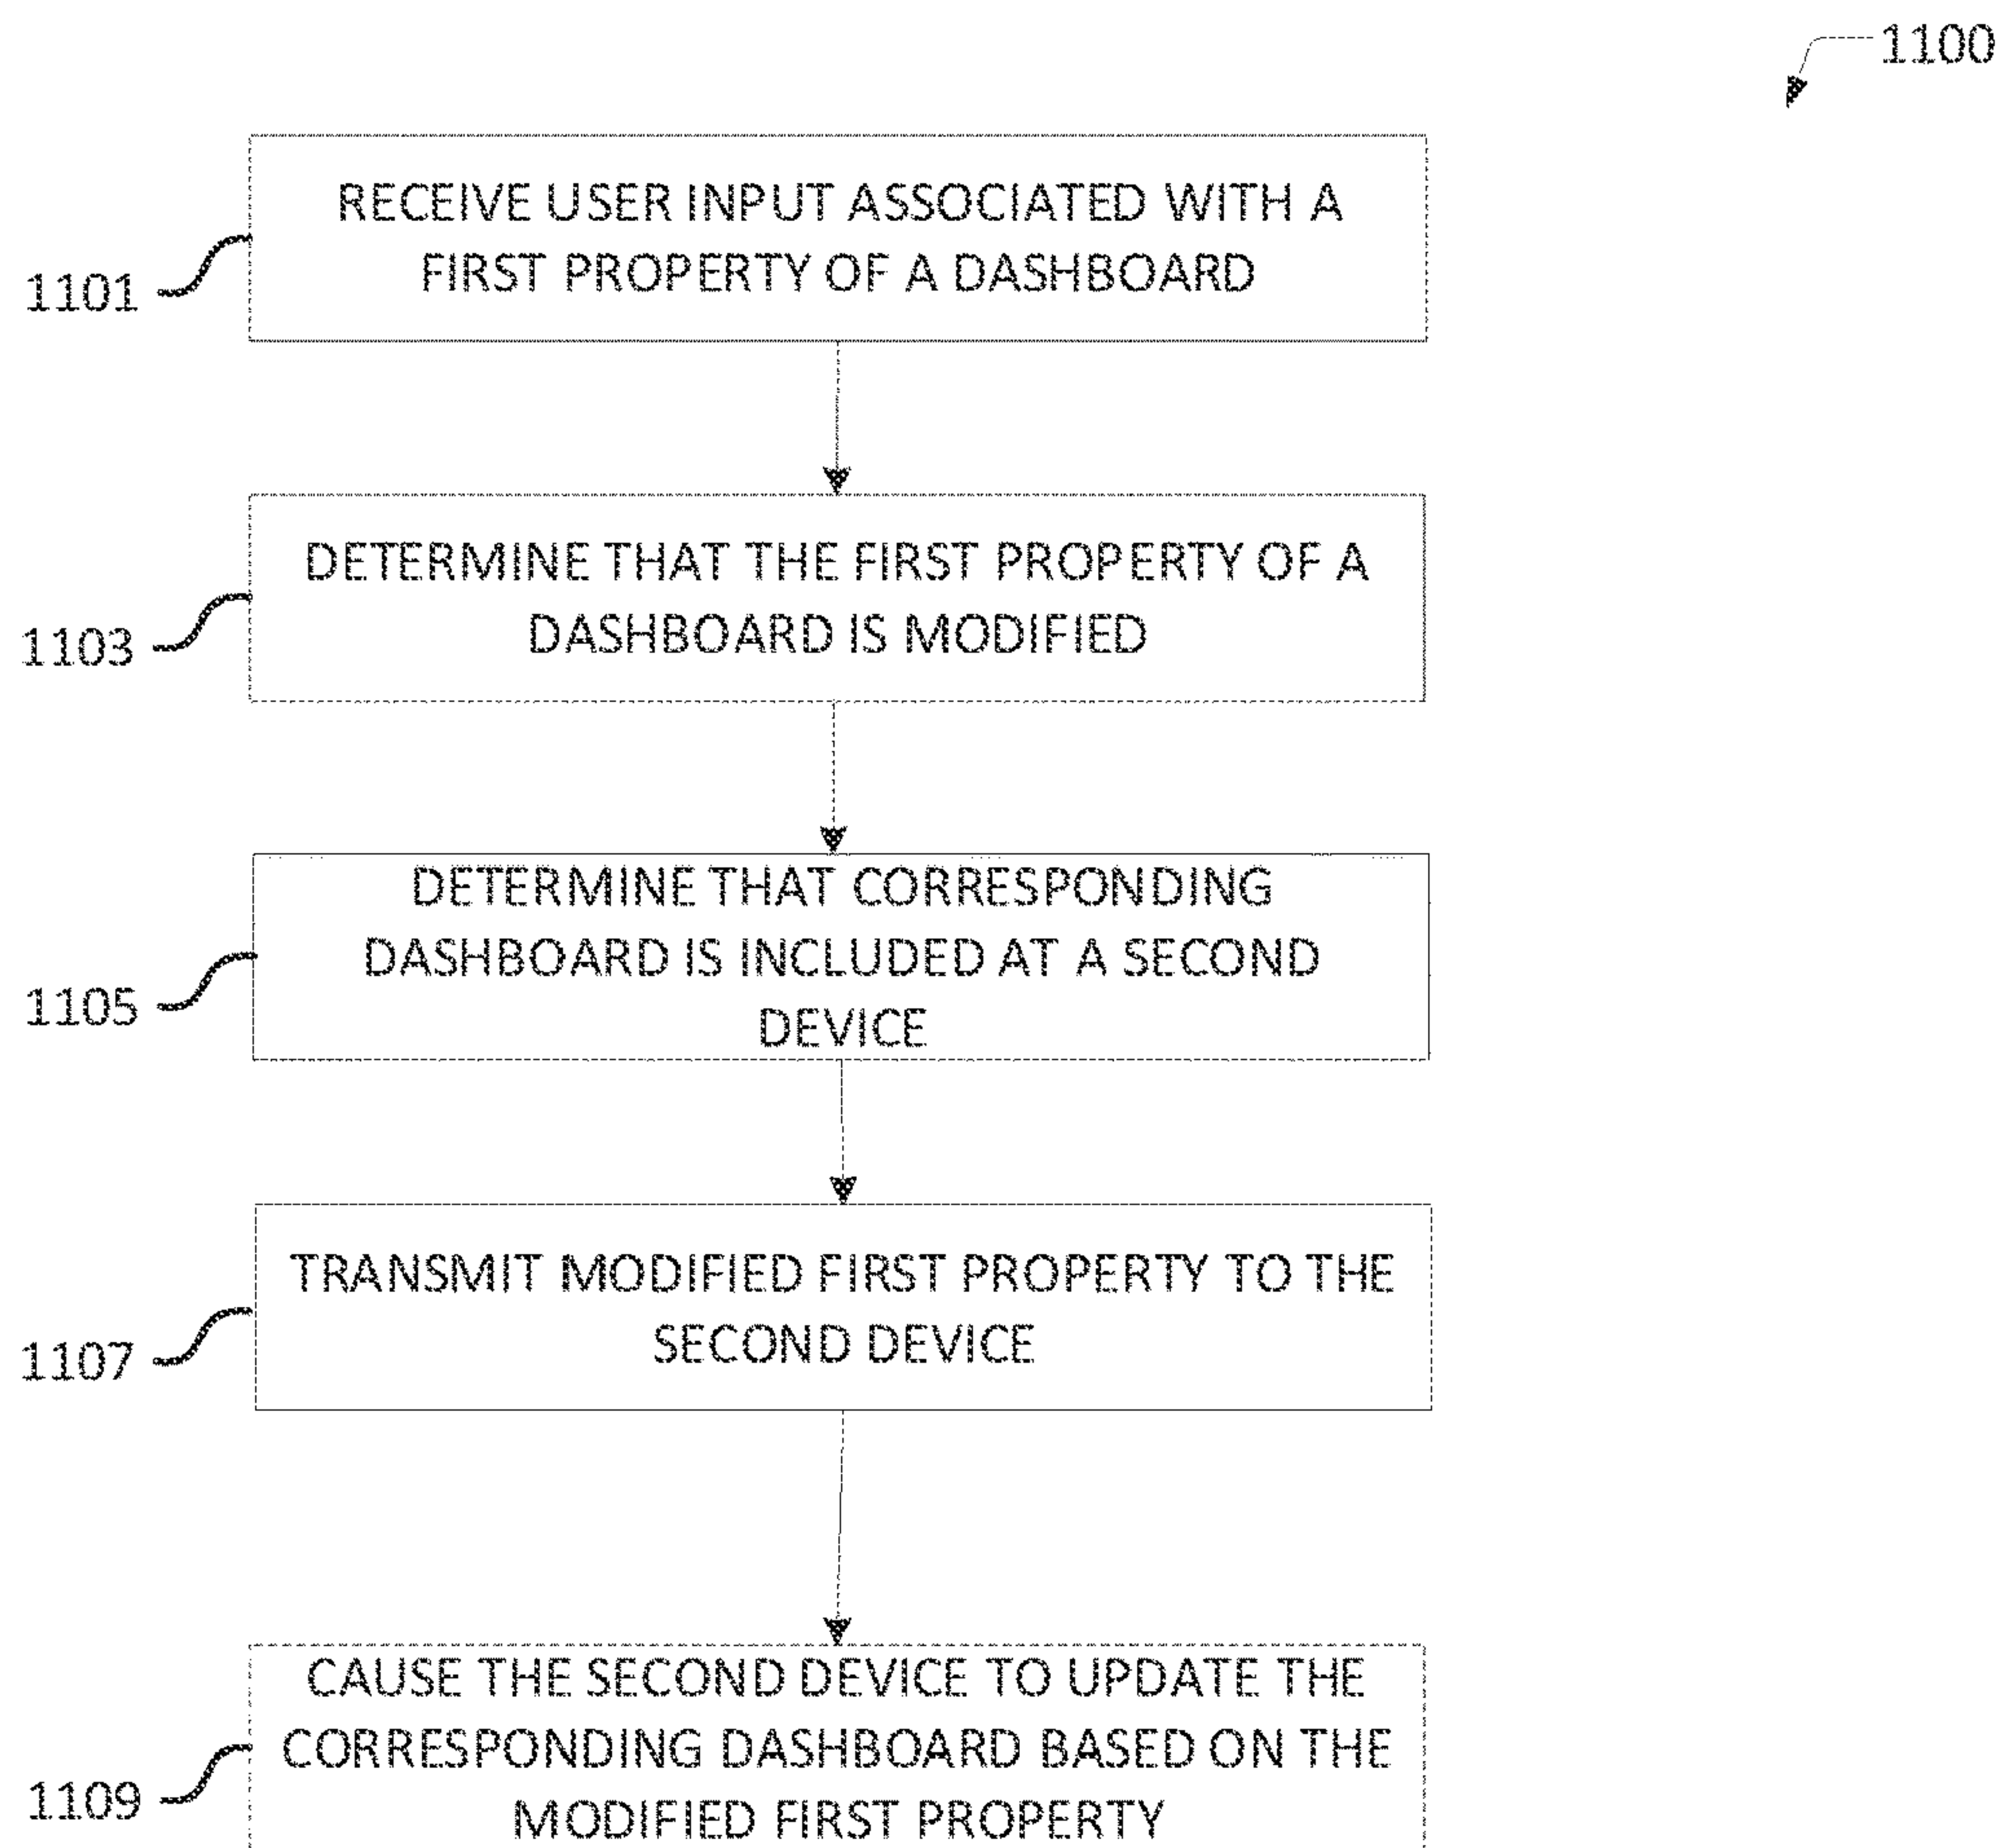 1100
RECEIVE USER INPUT ASSOCIATED WITH A
FIRST PROPERTY OF A DASHBOARD
1101
DETERMINE THAT THE FIRST PROPERTY OF A
DASHBOARD IS MODIFIED
1103
DETERMINE THAT CORRESPONDING
DASHBOARD IS INCLUDED AT A SECOND
DEVICE
1105
TRANSMIT MODIFIED FIRST PROPERTY TO THE
SECOND DEVICE
1107
CAUSE THE SECOND DEVICE TO UPDATE THE
CORRESPONDING DASHBOARD BASED ON THE
MODIFIED FIRST PROPERTY
1109